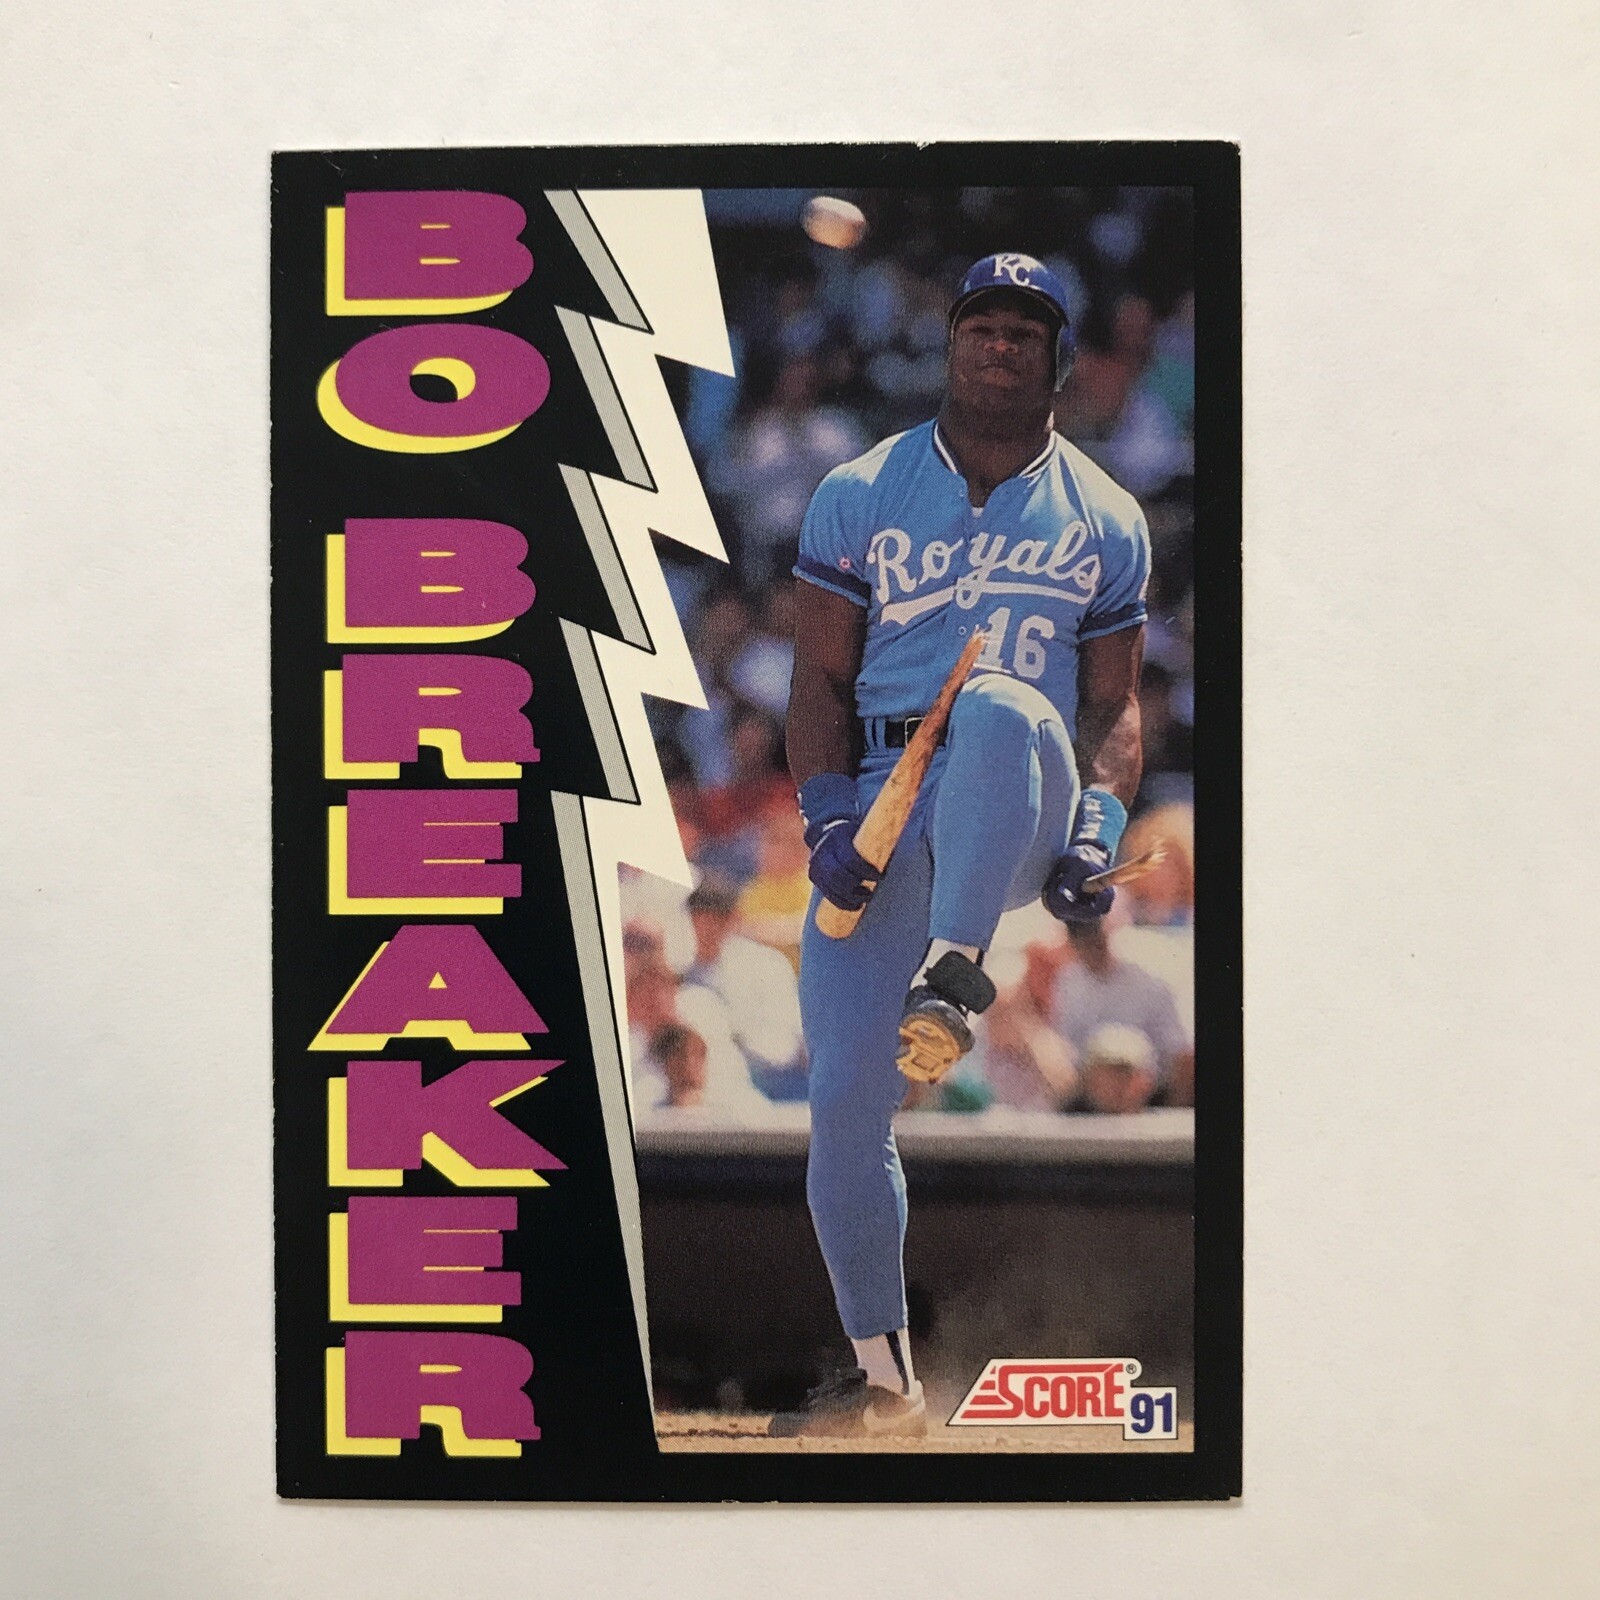 BO BREAKER
KC
Royals
16
SCORE®
91